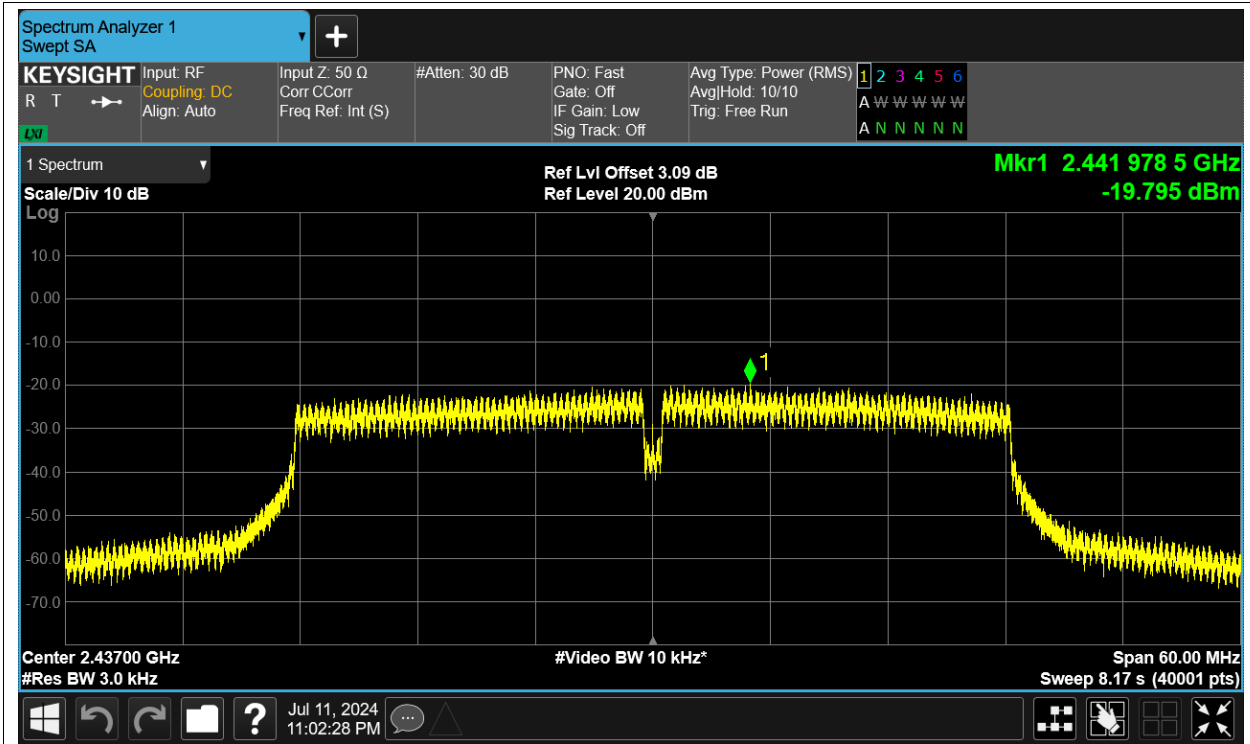 Spectrum Analyzer 1
Swept SA
KEYSIGHT
R T
LXI
Input: RF
Coupling: DC
Align: Auto
Input Z: 50 Ω
Corr CCorr
Freq Ref: Int (S)
#Atten: 30 dB
PNO: Fast
Gate: Off
IF Gain: Low
Sig Track: Off
Avg Type: Power (RMS)
Avg|Hold: 10/10
Trig: Free Run
1 2 3 4 5 6
A W W W W W
A N N N N N
1 Spectrum
Scale/Div 10 dB
Log
Ref Lvl Offset 3.09 dB
Ref Level 20.00 dBm
Mkr1 2.441 978 5 GHz
-19.795 dBm
10.0
0.00
-10.0
-20.0
-30.0
-40.0
-50.0
-60.0
-70.0
1
Center 2.43700 GHz
#Res BW 3.0 kHz
#Video BW 10 kHz*
Span 60.00 MHz
Sweep 8.17 s (40001 pts)
?
Jul 11, 2024
11:02:28 PM